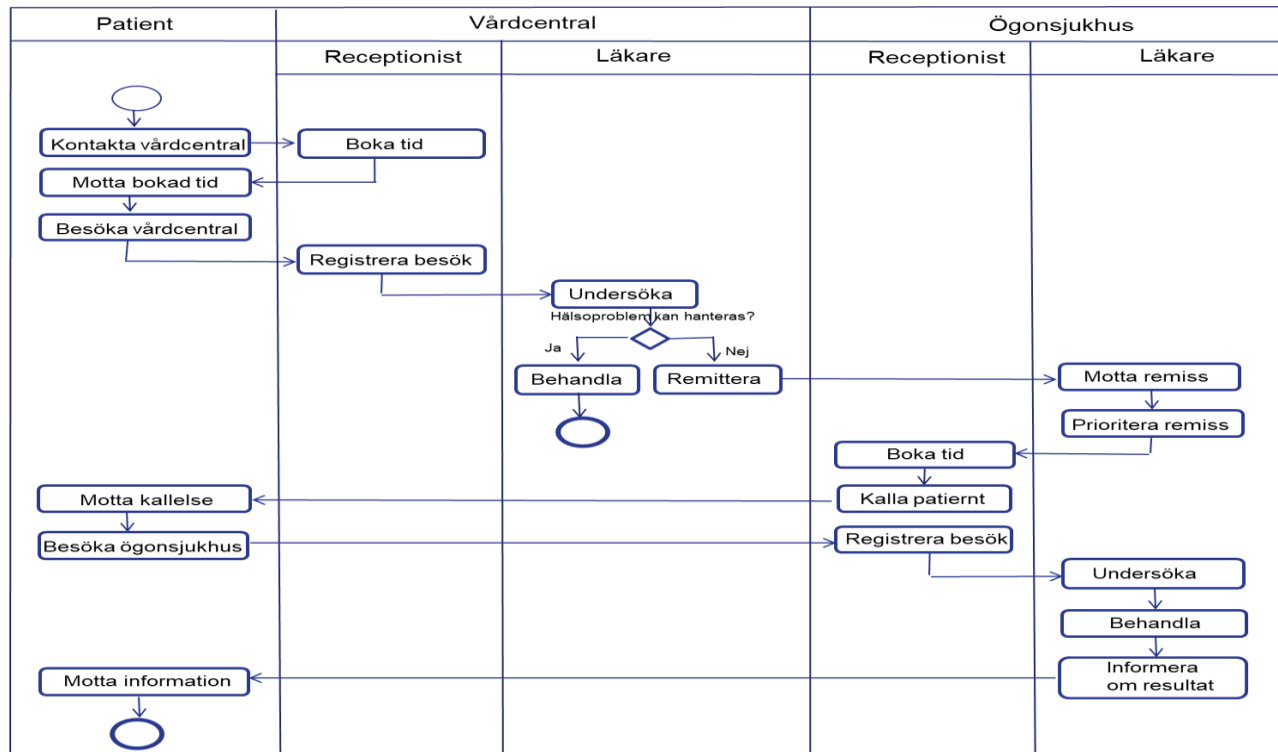 Patient
Vårdcentral
Ögonsjukhus
Receptionist
Läkare
Receptionist
Läkare
Kontakta vårdcentral
Boka tid
Motta bokad tid
Besöka vårdcentral
Registrera besök
Undersöka
Hälsoproblem kan hanteras?
Ja
Nej
Behandla
Remittera
Motta remiss
Prioritera remiss
Boka tid
Motta kallelse
Kalla patiernt
Besöka ögonsjukhus
Registrera besök
Undersöka
Behandla
Motta information
Informera
om resultat